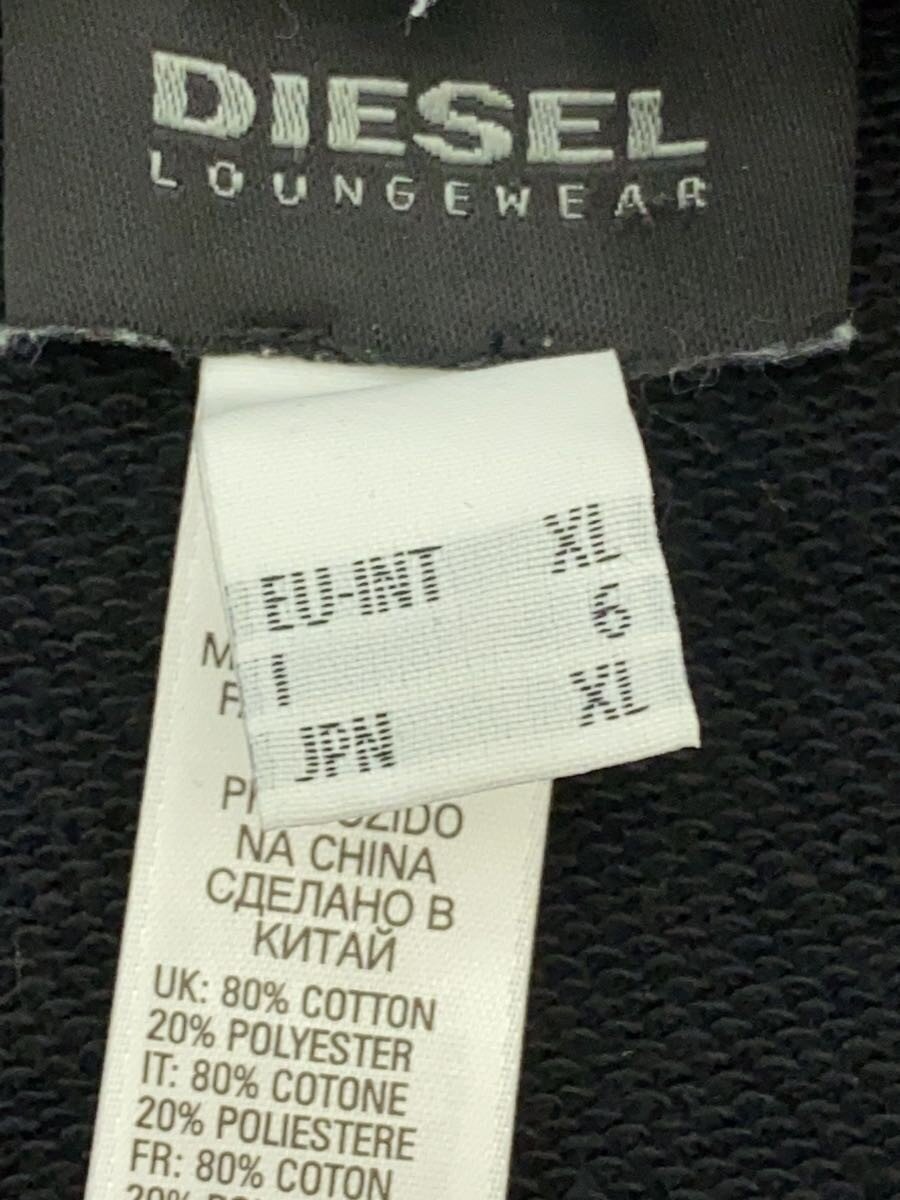 DIESEL
LOUNGEWEAR
EU-INT XL
I 6
JPN XL
NA CHINA
СДЕЛАНО В
КИТАЙ
UK: 80% COTTON
20% POLYESTER
IT: 80% COTONE
20% POLIESTERE
FR: 80% COTON